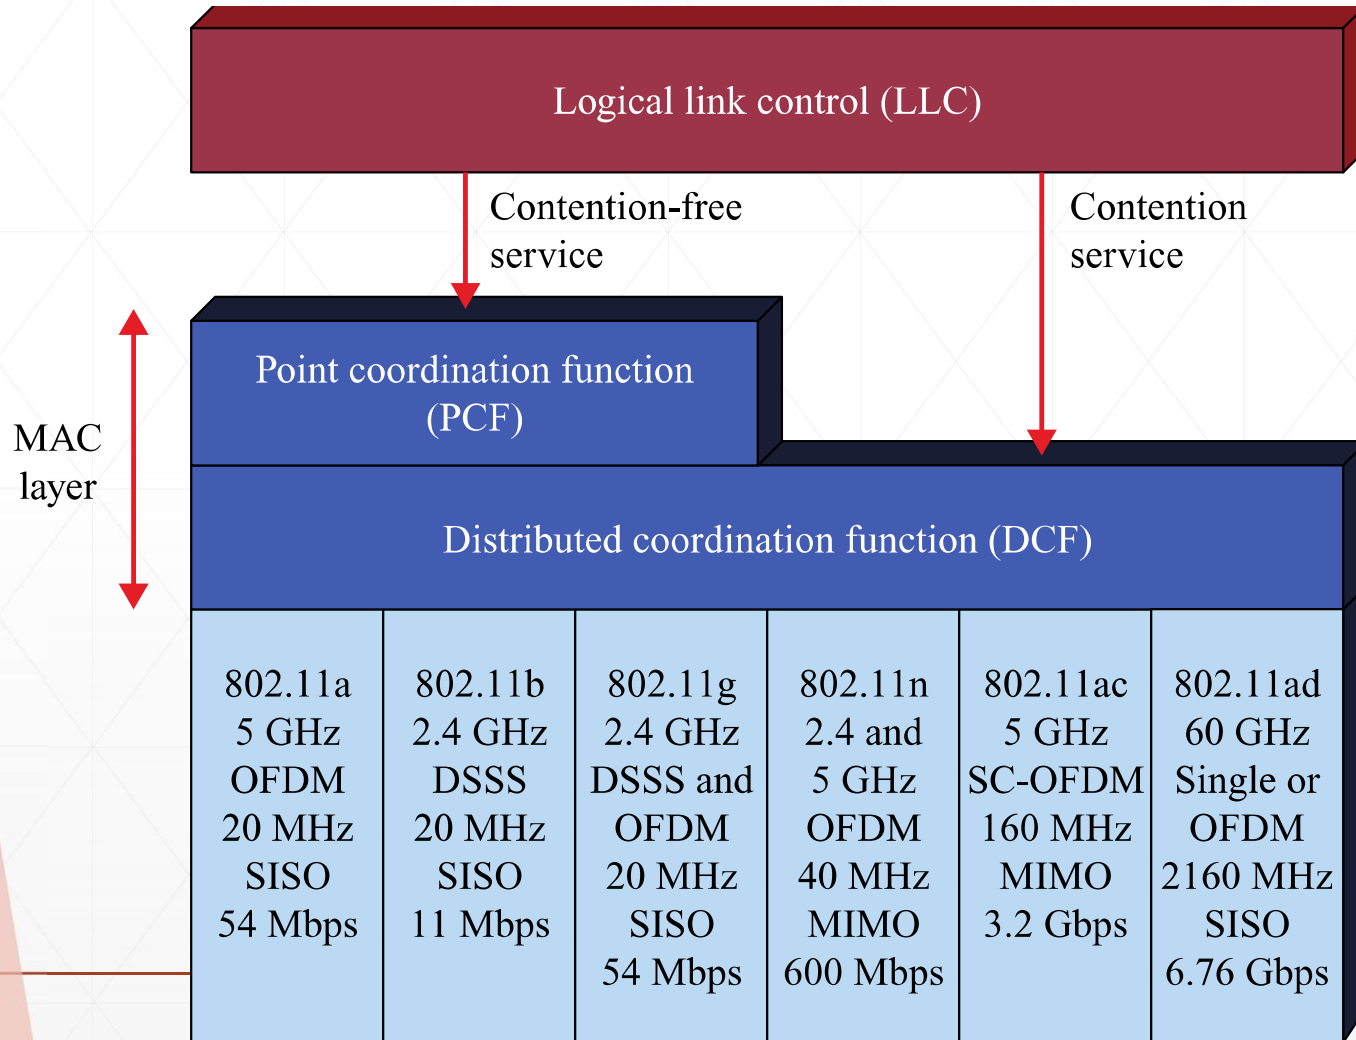 Logical link control (LLC)
Contention-free
service
Contention
service
Point coordination function
(PCF)
MAC
layer
Distributed coordination function (DCF)
802.11a
5 GHz
OFDM
20 MHz
SISO
54 Mbps
802.11b
2.4 GHz
DSSS
20 MHz
SISO
11 Mbps
802.11g
2.4 GHz
DSSS and
OFDM
20 MHz
SISO
54 Mbps
802.11n
2.4 and
5 GHz
OFDM
40 MHz
MIMO
600 Mbps
802.11ac
5 GHz
SC-OFDM
160 MHz
MIMO
3.2 Gbps
802.11ad
60 GHz
Single or
OFDM
2160 MHz
SISO
6.76 Gbps